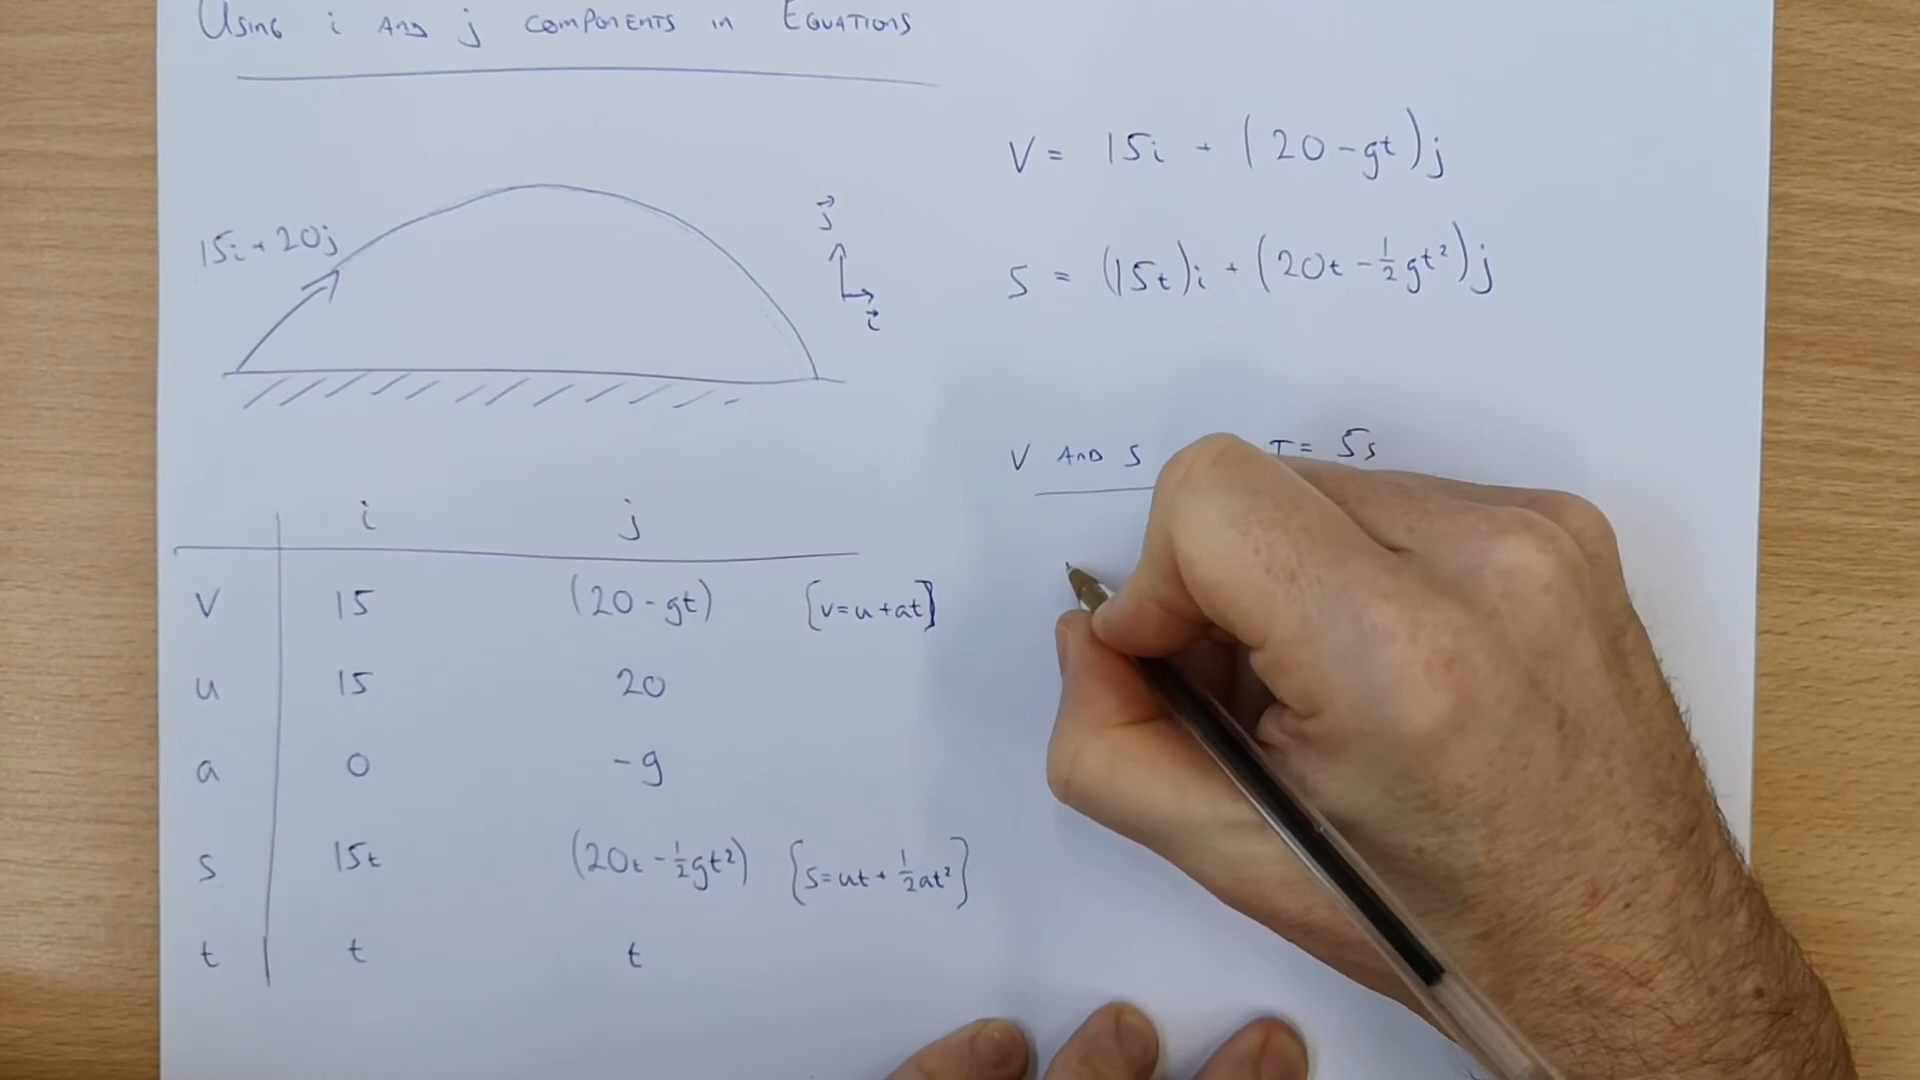 Using i and j components in Equations
15i + 20j
j
i
i j
v 15 (20 - gt) [v=u+at]
u 15 20
a 0 -g
s 15t (20t - ½gt²) [s=ut + ½at²]
t t t
V = 15i + (20 - gt)j
S = (15t)i + (20t - ½gt²)j
V AND S T = 5s